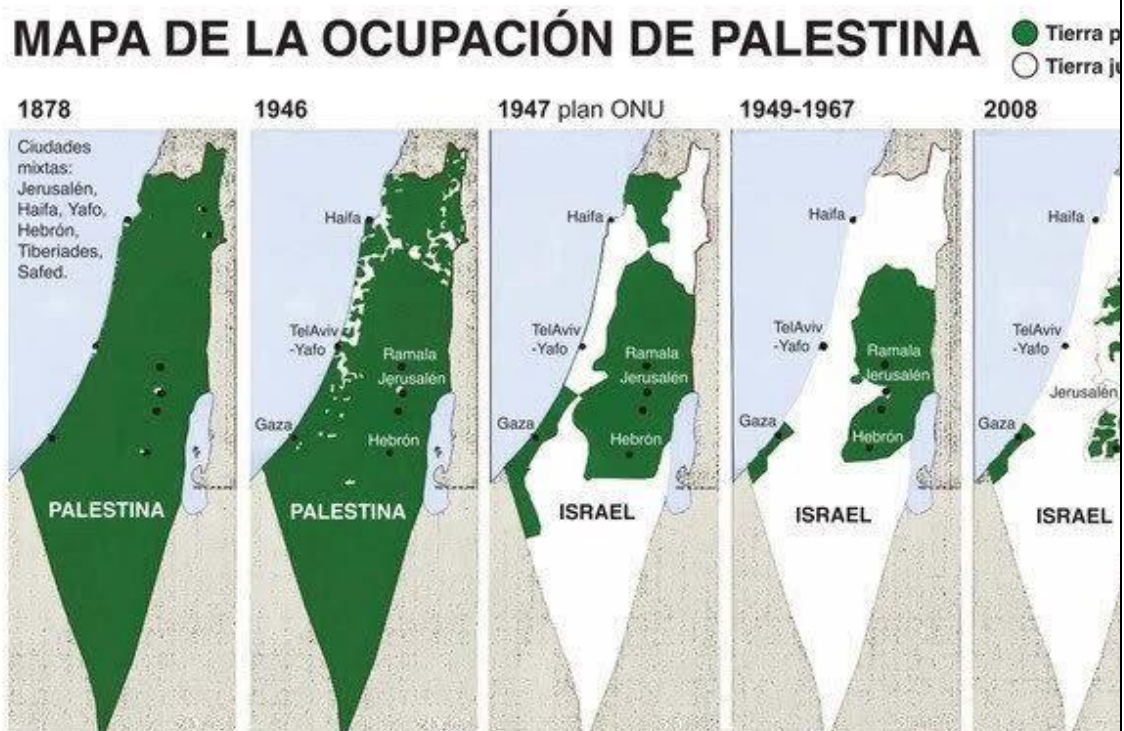 MAPA DE LA OCUPACIÓN DE PALESTINA
Tierra p
Tierra ju
1878
Ciudades
mixtas:
Jerusalén,
Haifa, Yafo,
Hebrón,
Tiberiades,
Safed.
PALESTINA
1946
Haifa
TelAviv
-Yafo
Ramala
Jerusalén
Gaza
Hebrón
PALESTINA
1947 plan ONU
Haifa
TelAviv
-Yafo
Ramala
Jerusalén
Gaza
Hebrón
ISRAEL
1949-1967
Haifa
TelAviv
-Yafo
Ramala
Jerusalén
Gaza
Hebrón
ISRAEL
2008
Haifa
TelAviv
-Yafo
Jerusalén
Gaza
ISRAEL